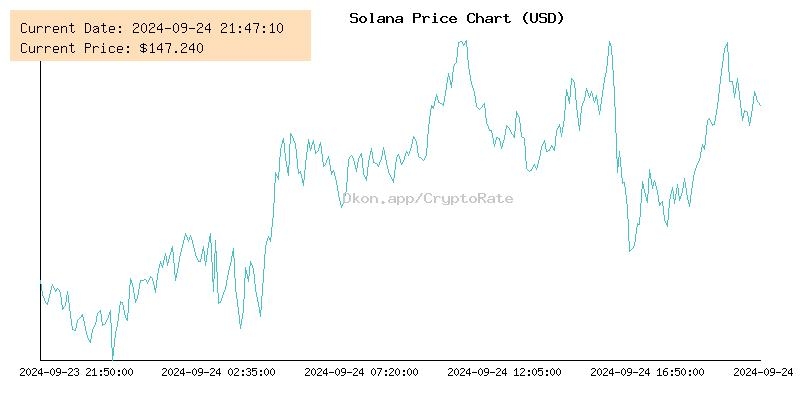 Solana Price Chart (USD)
Current Date: 2024-09-24 21:47:10
Current Price: $147.240
Dkon.app/CryptoRate
2024-09-23 21:50:00 2024-09-24 02:35:00 2024-09-24 07:20:00 2024-09-24 12:05:00 2024-09-24 16:50:00 2024-09-24